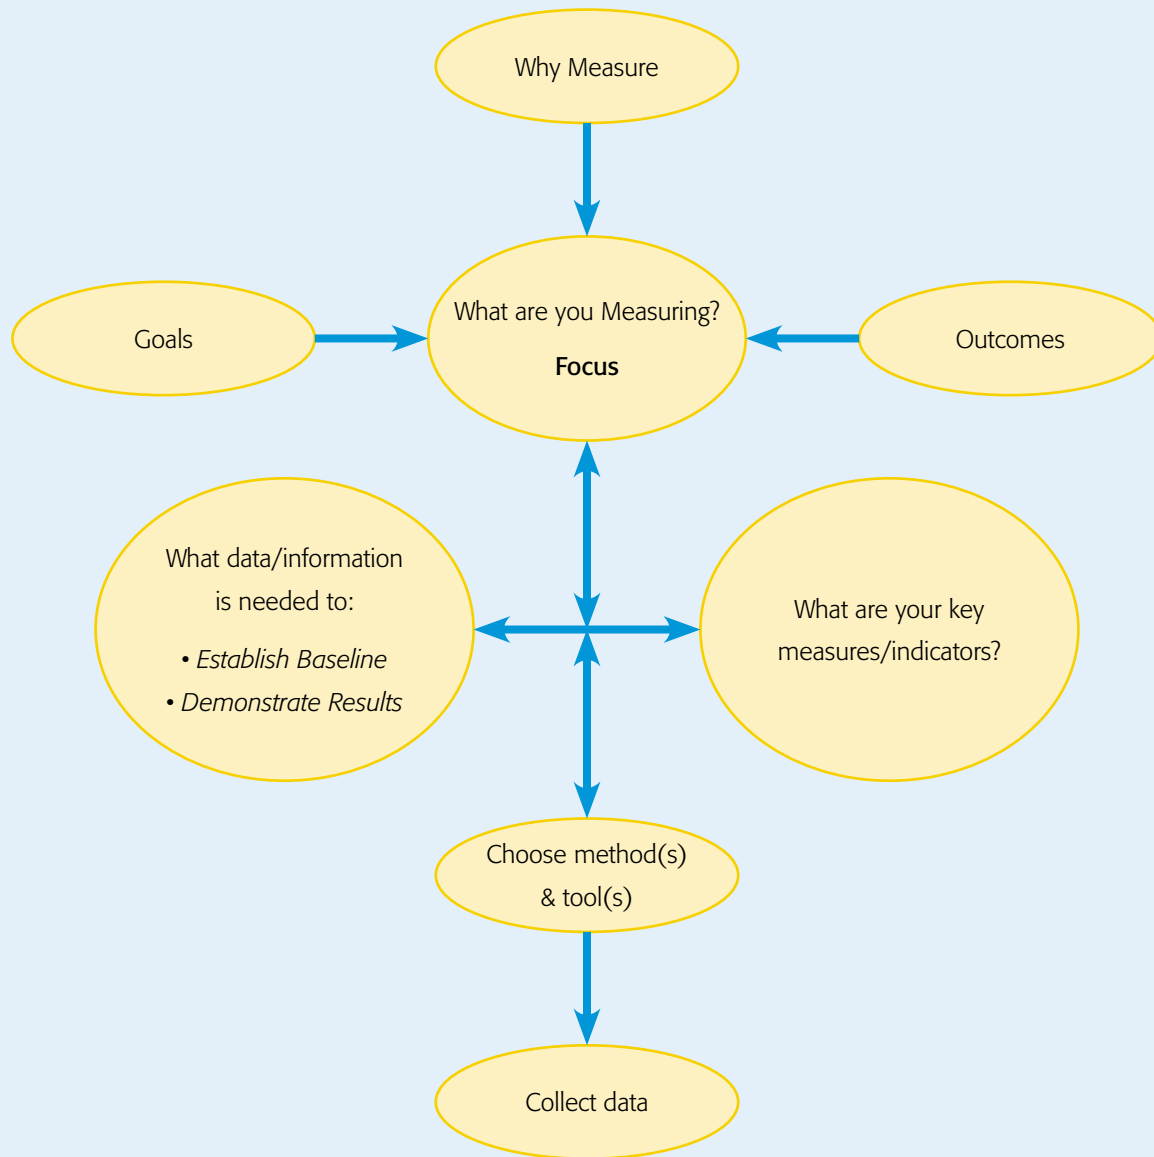 Why Measure
What are you Measuring?
Focus
Goals
Outcomes
What data/information
is needed to:
• Establish Baseline
• Demonstrate Results
What are your key
measures/indicators?
Choose method(s)
& tool(s)
Collect data